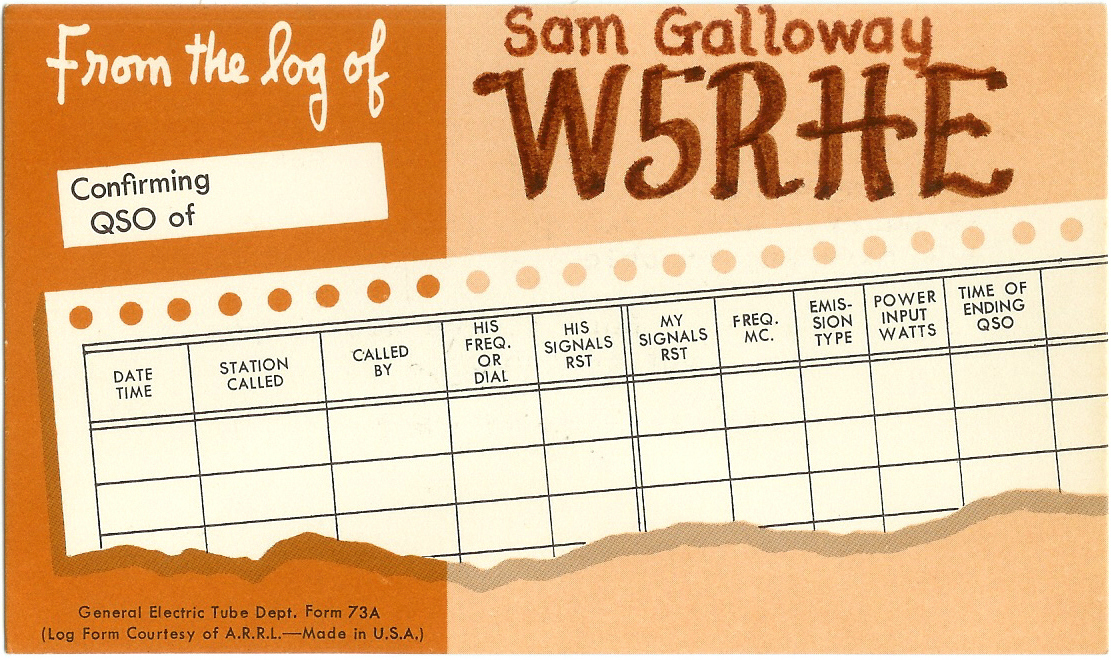 From the log of
Sam Galloway
W5RHE
Confirming
QSO of
DATE
TIME
STATION
CALLED
CALLED
BY
HIS
FREQ.
OR
DIAL
HIS
SIGNALS
RST
MY
SIGNALS
RST
FREQ.
MC.
EMIS-
SION
TYPE
POWER
INPUT
WATTS
TIME OF
ENDING
QSO
General Electric Tube Dept. Form 73A
(Log Form Courtesy of A.R.R.L.—Made in U.S.A.)